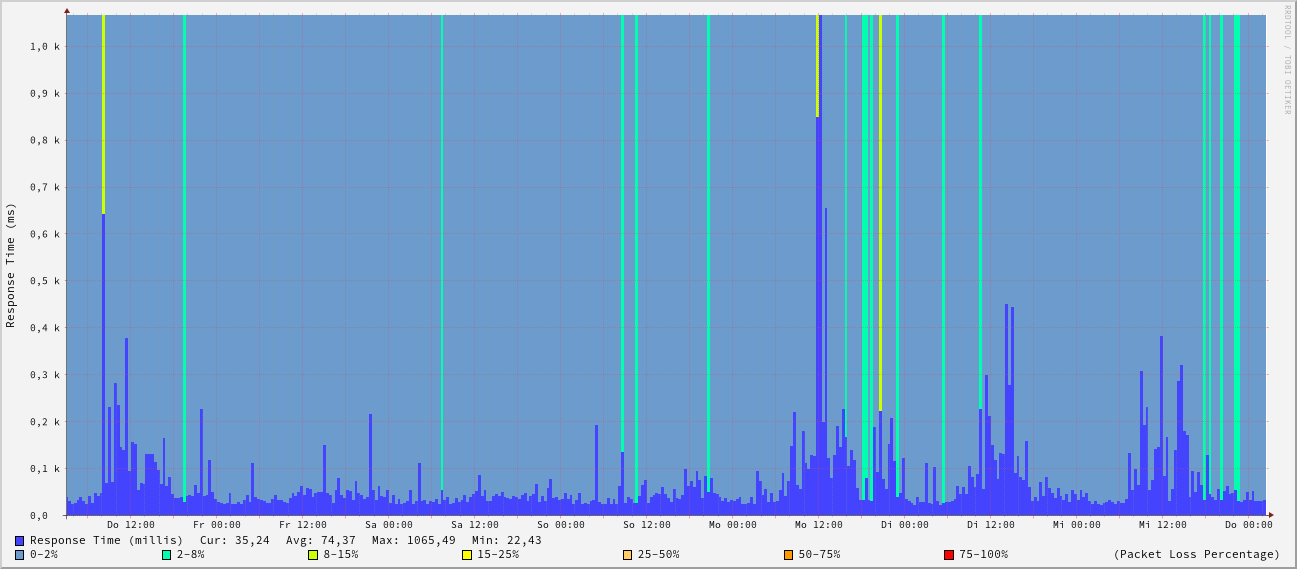 RRDTOOL / TOBI OETIKER
Response Time (ms)
1,0 k
0,9 k
0,8 k
0,7 k
0,6 k
0,5 k
0,4 k
0,3 k
0,2 k
0,1 k
0,0
Do 12:00 Fr 00:00 Fr 12:00 Sa 00:00 Sa 12:00 So 00:00 So 12:00 Mo 00:00 Mo 12:00 Di 00:00 Di 12:00 Mi 00:00 Mi 12:00 Do 00:00
Response Time (millis) Cur: 35,24 Avg: 74,37 Max: 1065,49 Min: 22,43
0-2% 2-8% 8-15% 15-25% 25-50% 50-75% 75-100% (Packet Loss Percentage)